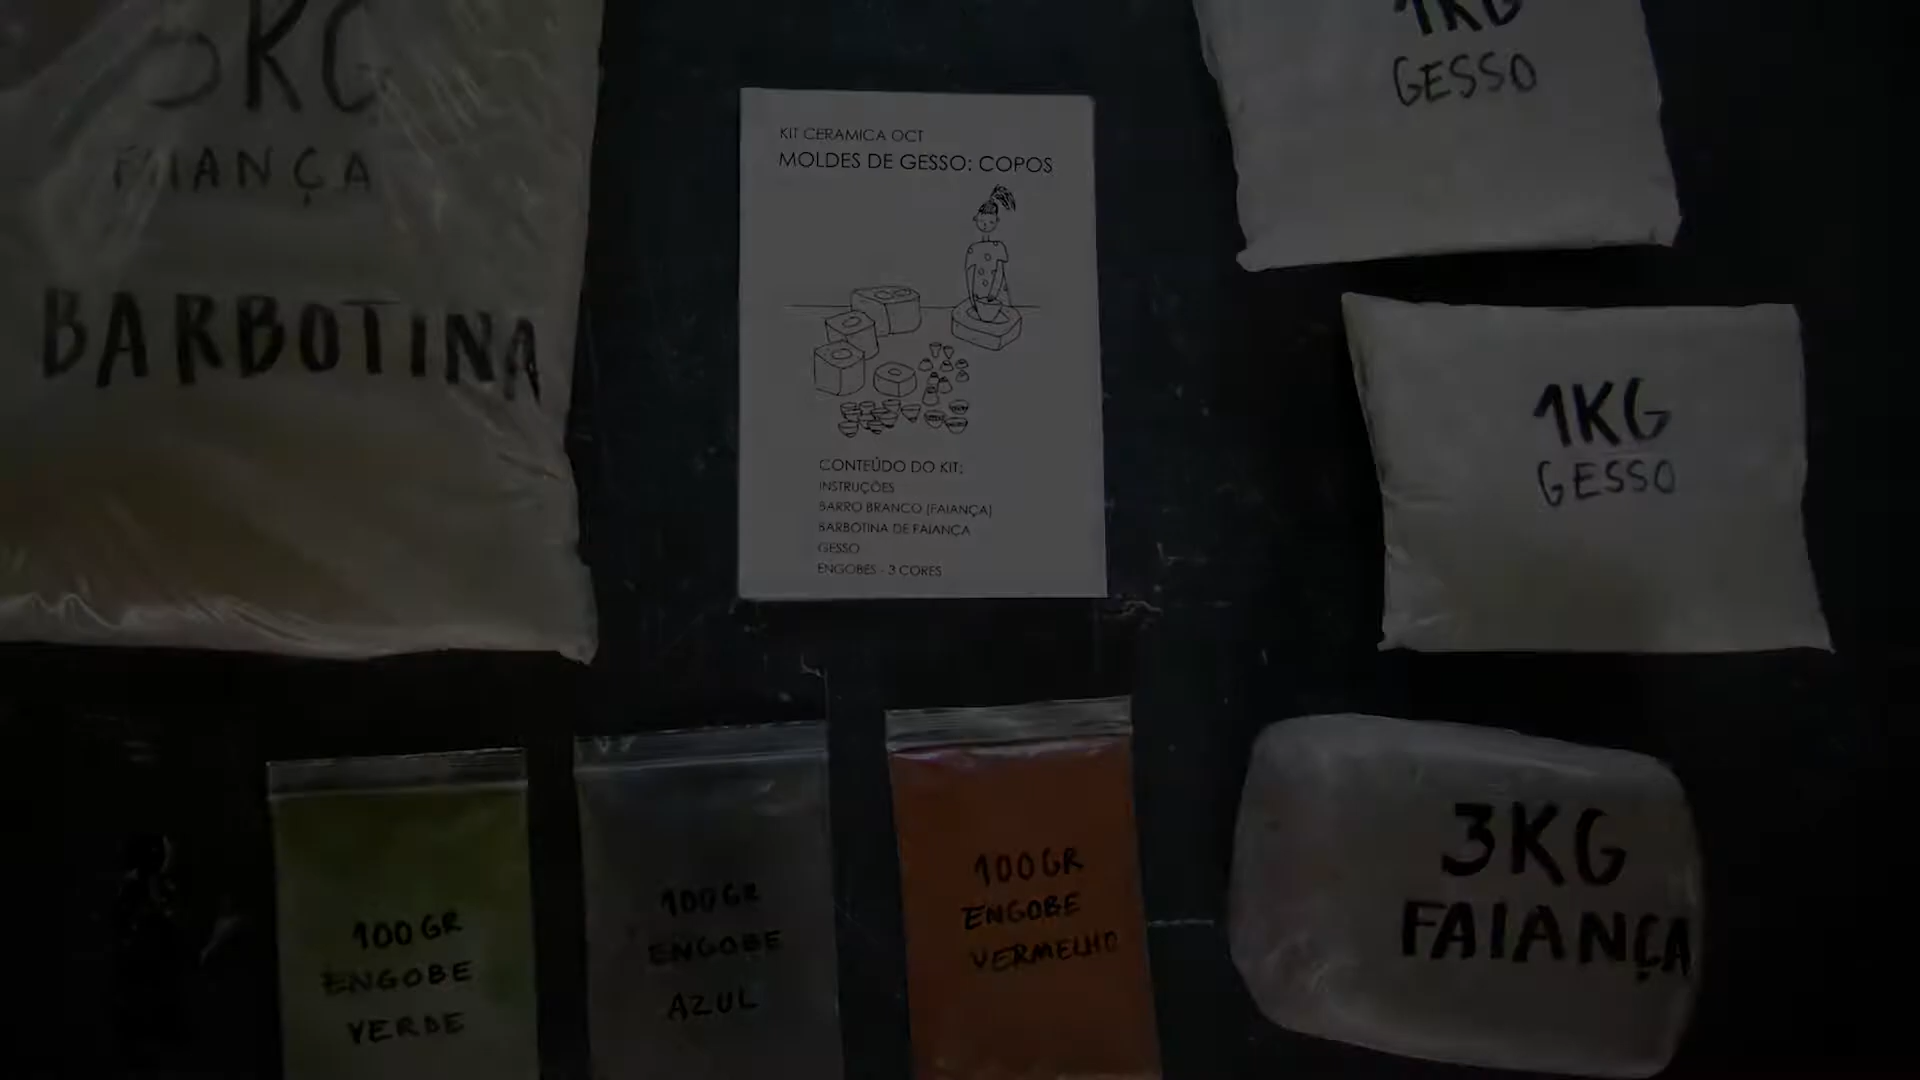 KG
FAIANÇA
BARBOTINA
KIT CERAMICA OCT
MOLDES DE GESSO: COPOS
CONTEÚDO DO KIT:
INSTRUÇÕES
BARRO BRANCO (FAIANÇA)
BARBOTINA DE FAIANÇA
GESSO
ENGOBES - 3 CORES
1KG
GESSO
1KG
GESSO
100GR
ENGOBE
VERDE
100GR
ENGOBE
AZUL
100GR
ENGOBE
VERMELHO
3KG
FAIANÇA